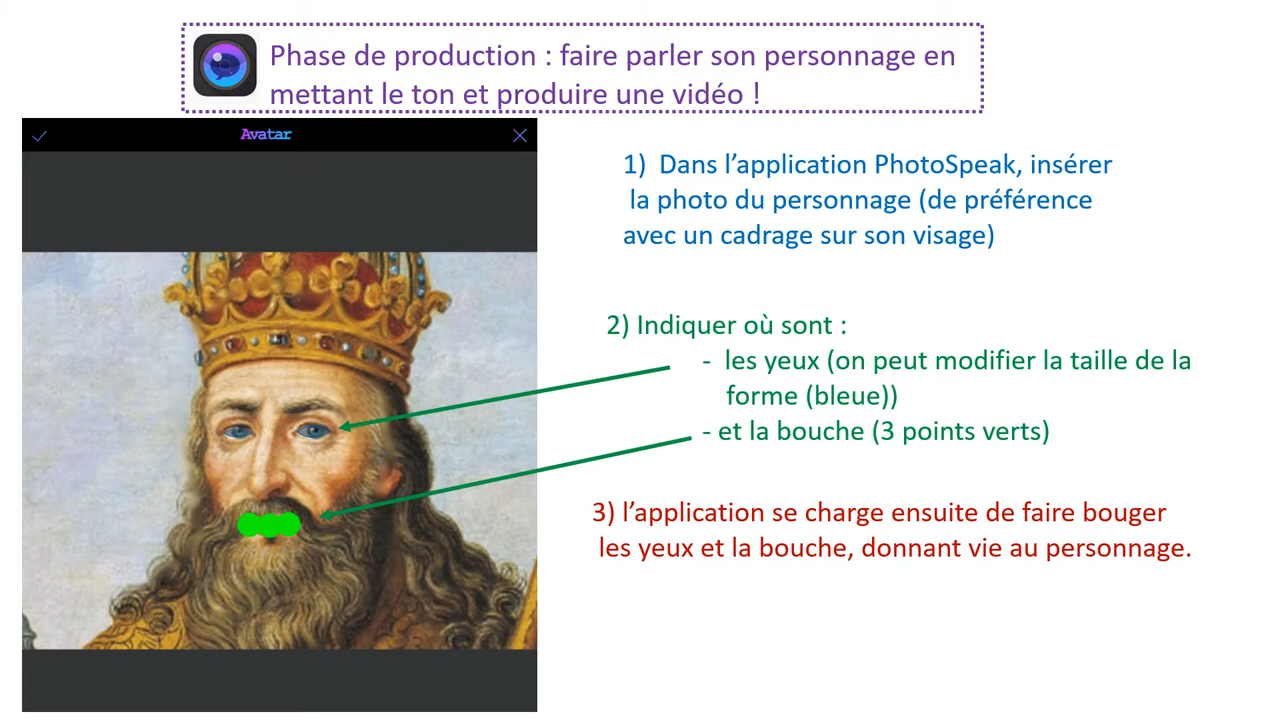 Phase de production : faire parler son personnage en
mettant le ton et produire une vidéo !
Avatar
1) Dans l’application PhotoSpeak, insérer
la photo du personnage (de préférence
avec un cadrage sur son visage)
2) Indiquer où sont :
- les yeux (on peut modifier la taille de la
forme (bleue))
- et la bouche (3 points verts)
3) l’application se charge ensuite de faire bouger
les yeux et la bouche, donnant vie au personnage.